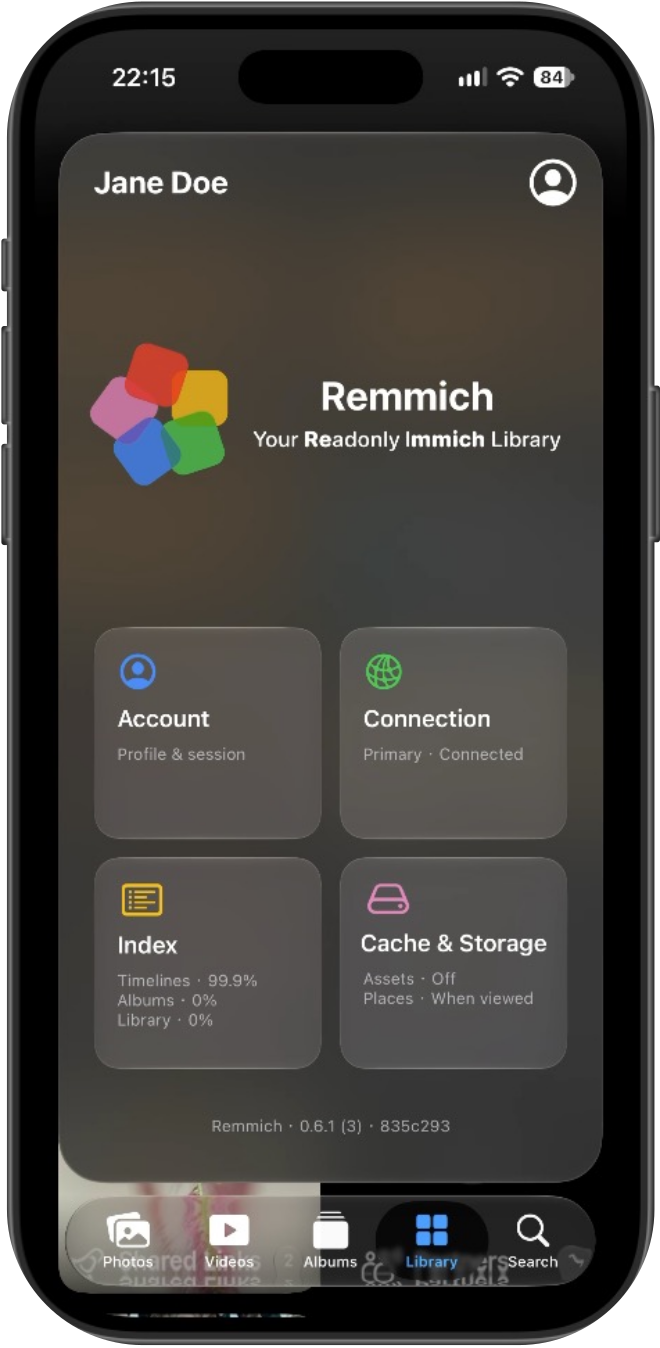 22:15
84
Jane Doe
Remmich
Your Readonly Immich Library
Account
Profile & session
Connection
Primary · Connected
Index
Timelines · 99.9%
Albums · 0%
Library · 0%
Cache & Storage
Assets · Off
Places · When viewed
Remmich · 0.6.1 (3) · 835c293
Photos
Videos
Albums
Library
Search
Shared Links